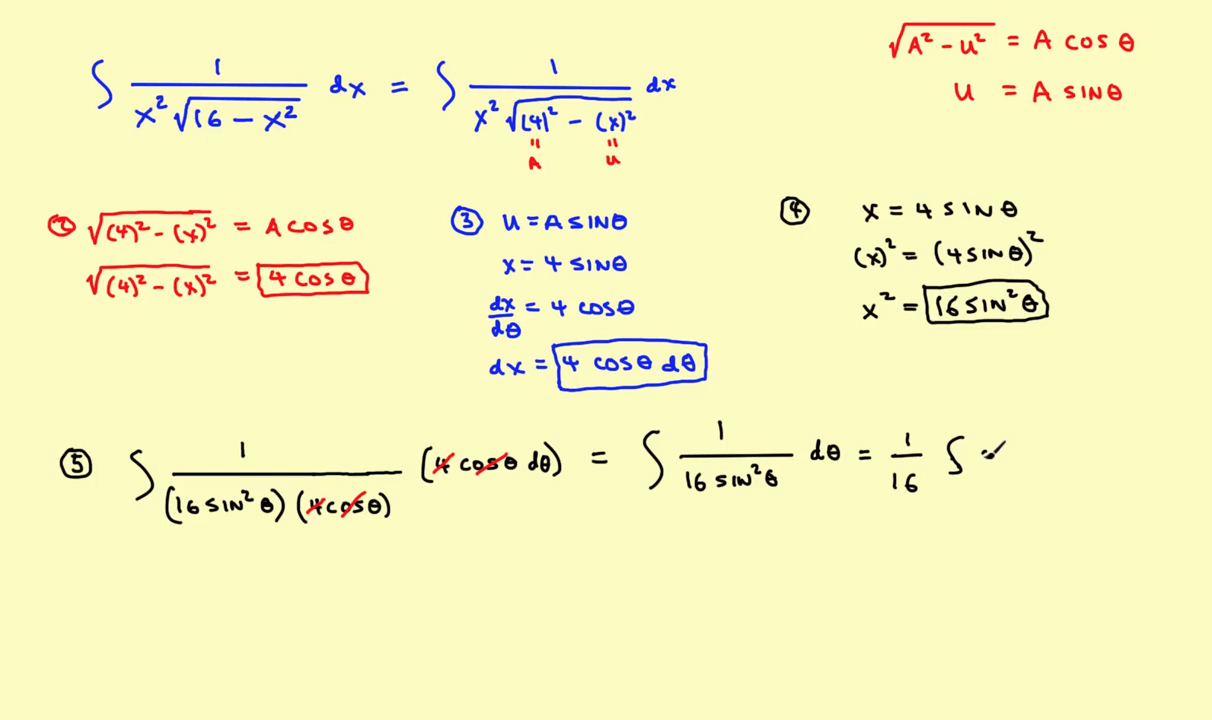 ∫ 1/(x² √(16 − x²)) dx = ∫ 1/(x² √((4)² − (x)²)) dx
" "
A u
√(A² − u²) = A cos θ
u = A sin θ
② √((4)² − (x)²) = A cos θ
√((4)² − (x)²) = 4 cos θ
③ u = A sin θ
x = 4 sin θ
dx/dθ = 4 cos θ
dx = 4 cos θ dθ
④ x = 4 sin θ
(x)² = (4 sin θ)²
x² = 16 sin² θ
⑤ ∫ 1/((16 sin² θ)(4 cos θ)) (4 cos θ dθ) = ∫ 1/(16 sin² θ) dθ = 1/16 ∫